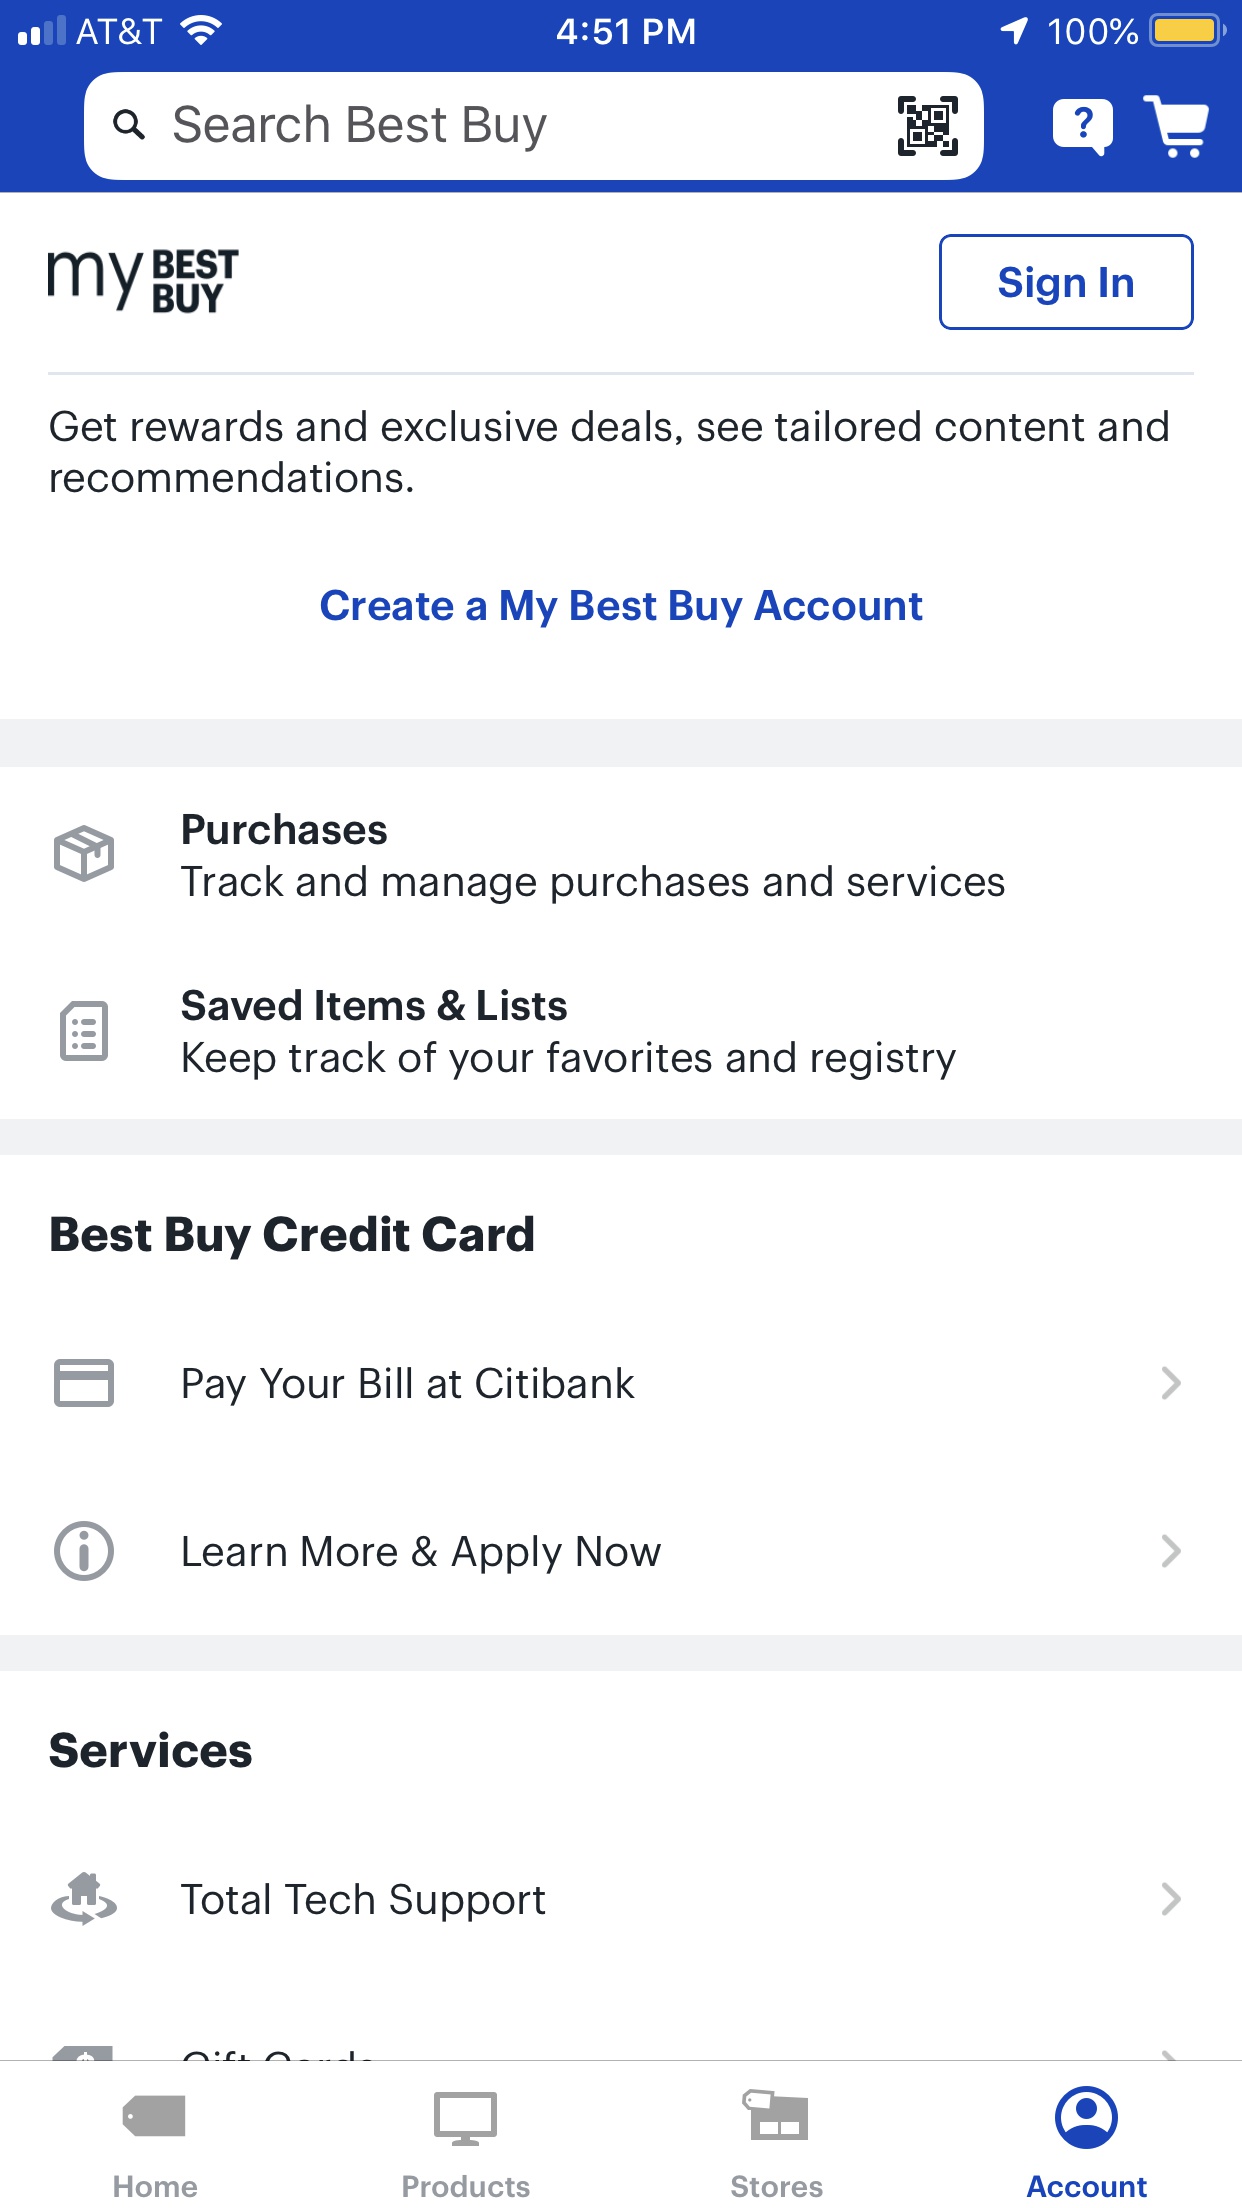 AT&T 4:51 PM 100%
Search Best Buy
?
my BEST BUY
Sign In
Get rewards and exclusive deals, see tailored content and
recommendations.
Create a My Best Buy Account
Purchases
Track and manage purchases and services
Saved Items & Lists
Keep track of your favorites and registry
Best Buy Credit Card
Pay Your Bill at Citibank
Learn More & Apply Now
Services
Total Tech Support
Gift Cards
Home Products Stores Account